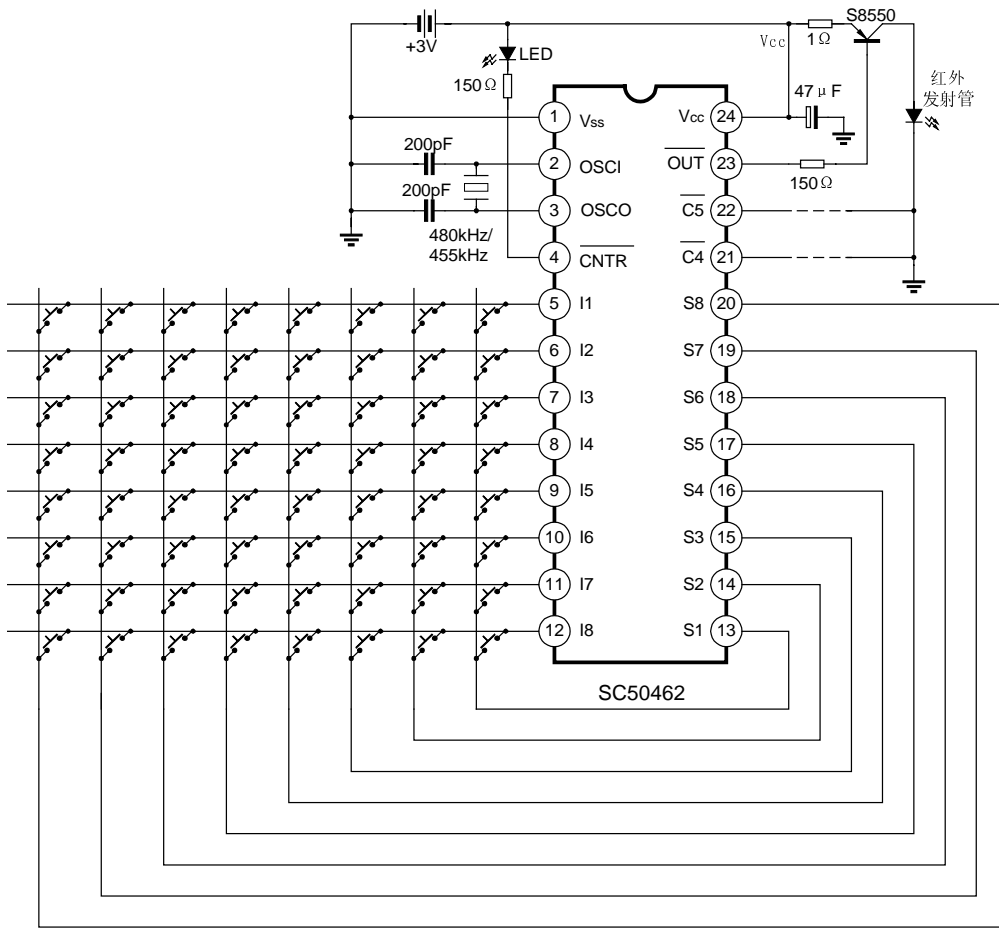 S8550
+3V
Vcc
1Ω
LED
150Ω
47μF
红外
发射管
1 Vss
Vcc 24
200pF
2 OSCI
OUT 23
150Ω
200pF
3 OSCO
C5 22
480kHz/
455kHz
4 CNTR
C4 21
5 I1
S8 20
6 I2
S7 19
7 I3
S6 18
8 I4
S5 17
9 I5
S4 16
10 I6
S3 15
11 I7
S2 14
12 I8
S1 13
SC50462